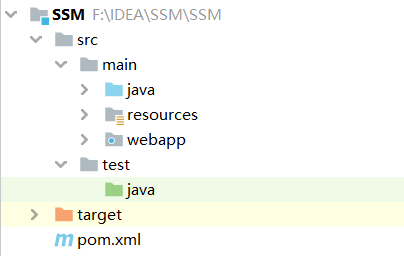 SSM F:\IDEA\SSM\SSM
src
main
java
resources
webapp
test
java
target
pom.xml